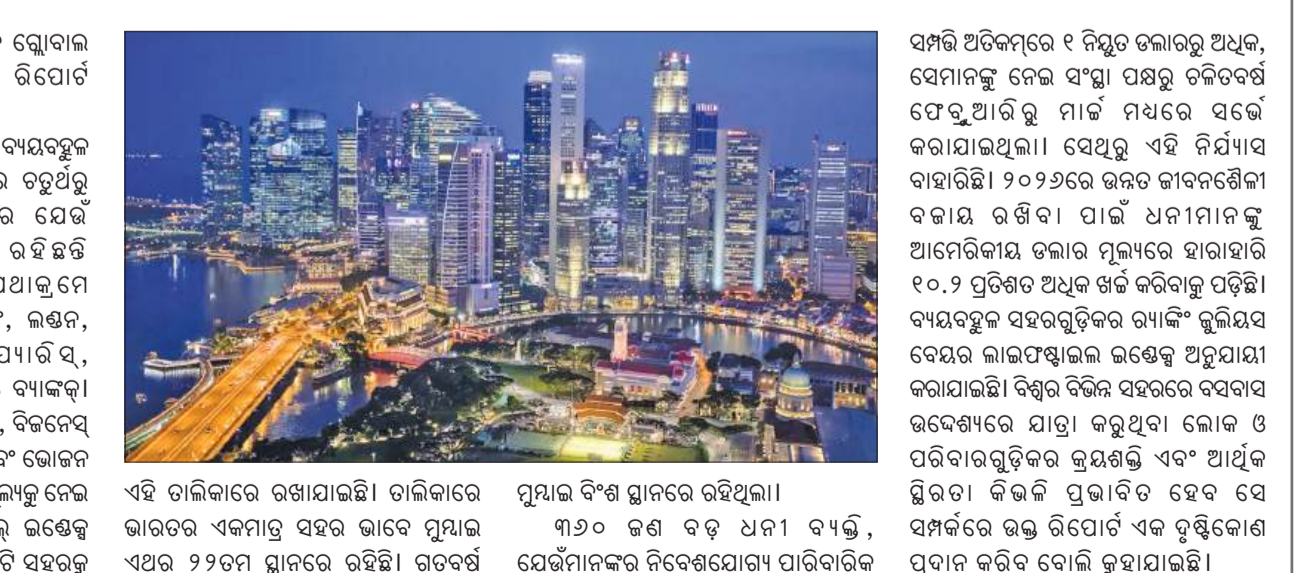 ଗ୍ଲୋବାଲ
ରିପୋର୍ଟ
ବ୍ୟୟବହୁଳ
ଚତୁର୍ଥରୁ
ଯେଉଁ
ରହିଛନ୍ତି
ଲଣ୍ଡନ,
ବ୍ୟାଙ୍କକ୍।
ବିଜନେସ୍
ଭୋଜନ
ନେଇ
ଇଣ୍ଡେକ୍ସ
ସହରକୁ
ଏହି ତାଲିକାରେ ରଖାଯାଇଛି। ତାଲିକାରେ
ଭାରତର ଏକମାତ୍ର ସହର ଭାବେ ମୁମ୍ବାଇ
ଏଥର ୨୨ତମ ସ୍ଥାନରେ ରହିଛି। ଗତବର୍ଷ
ମୁମ୍ବାଇ ବିଂଶ ସ୍ଥାନରେ ରହିଥିଲା।
୩୬୦ ଜଣ ବଡ଼ ଧନୀ ବ୍ୟକ୍ତି,
ଯେଉଁମାନଙ୍କର ନିବେଶଯୋଗ୍ୟ ପାରିବାରିକ
ସମ୍ପତ୍ତି ଅତିକମ୍‌ରେ ୧ ନିୟୁତ ଡଲାରରୁ ଅଧିକ,
ସେମାନଙ୍କୁ ନେଇ ସଂସ୍ଥା ପକ୍ଷରୁ ଚଳିତବର୍ଷ
ଫେବ୍ରୁଆରିରୁ ମାର୍ଚ୍ଚ ମଧ୍ୟରେ ସର୍ଭେ
କରାଯାଇଥିଲା। ସେଥିରୁ ଏହି ନିର୍ଯ୍ୟାସ
ବାହାରିଛି। ୨୦୨୬ରେ ଉନ୍ନତ ଜୀବନଶୈଳୀ
ବଜାୟ ରଖିବା ପାଇଁ ଧନୀମାନଙ୍କୁ
ଆମେରିକୀୟ ଡଲାର ମୂଲ୍ୟରେ ହାରାହାରି
୧୦.୨ ପ୍ରତିଶତ ଅଧିକ ଖର୍ଚ୍ଚ କରିବାକୁ ପଡ଼ିଛି।
ବ୍ୟୟବହୁଳ ସହରଗୁଡ଼ିକର ର‍୍ୟାଙ୍କିଂ ଜୁଲିୟସ
ବେୟର ଲାଇଫଷ୍ଟାଇଲ ଇଣ୍ଡେକ୍ସ ଅନୁଯାୟୀ
କରାଯାଇଛି। ବିଶ୍ୱର ବିଭିନ୍ନ ସହରରେ ବସବାସ
ଉଦ୍ଦେଶ୍ୟରେ ଯାତ୍ରା କରୁଥିବା ଲୋକ ଓ
ପରିବାରଗୁଡ଼ିକର କ୍ରୟଶକ୍ତି ଏବଂ ଆର୍ଥିକ
ସ୍ଥିରତା କିଭଳି ପ୍ରଭାବିତ ହେବ ସେ
ସମ୍ପର୍କରେ ଉକ୍ତ ରିପୋର୍ଟ ଏକ ଦୃଷ୍ଟିକୋଣ
ପ୍ରଦାନ କରିବ ବୋଲି କୁହାଯାଇଛି।